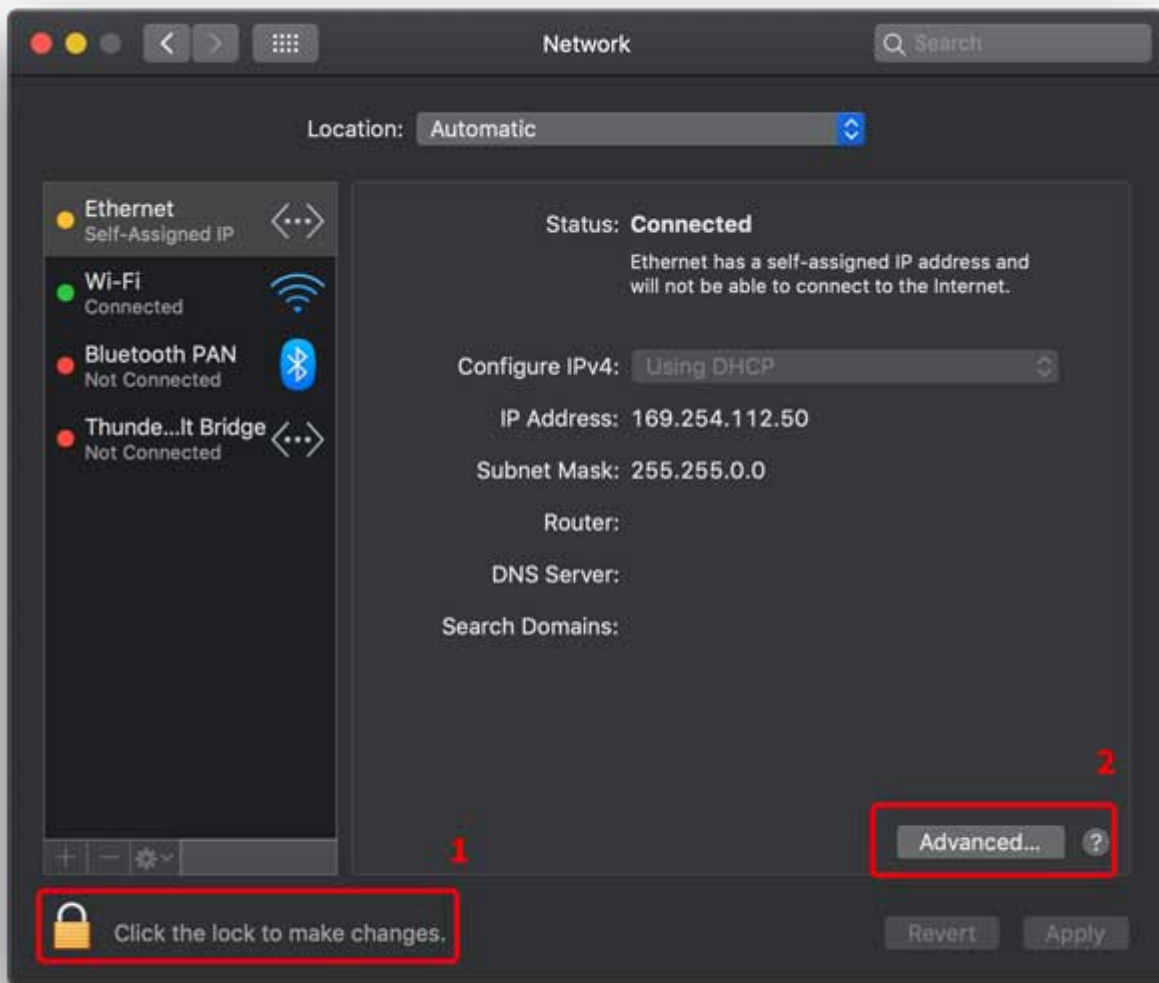 Network
Search
Location: Automatic
Ethernet
Self-Assigned IP
Wi-Fi
Connected
Bluetooth PAN
Not Connected
Thunde...lt Bridge
Not Connected
Status: Connected
Ethernet has a self-assigned IP address and
will not be able to connect to the Internet.
Configure IPv4: Using DHCP
IP Address: 169.254.112.50
Subnet Mask: 255.255.0.0
Router:
DNS Server:
Search Domains:
2
Advanced... ?
1
Click the lock to make changes.
Revert Apply